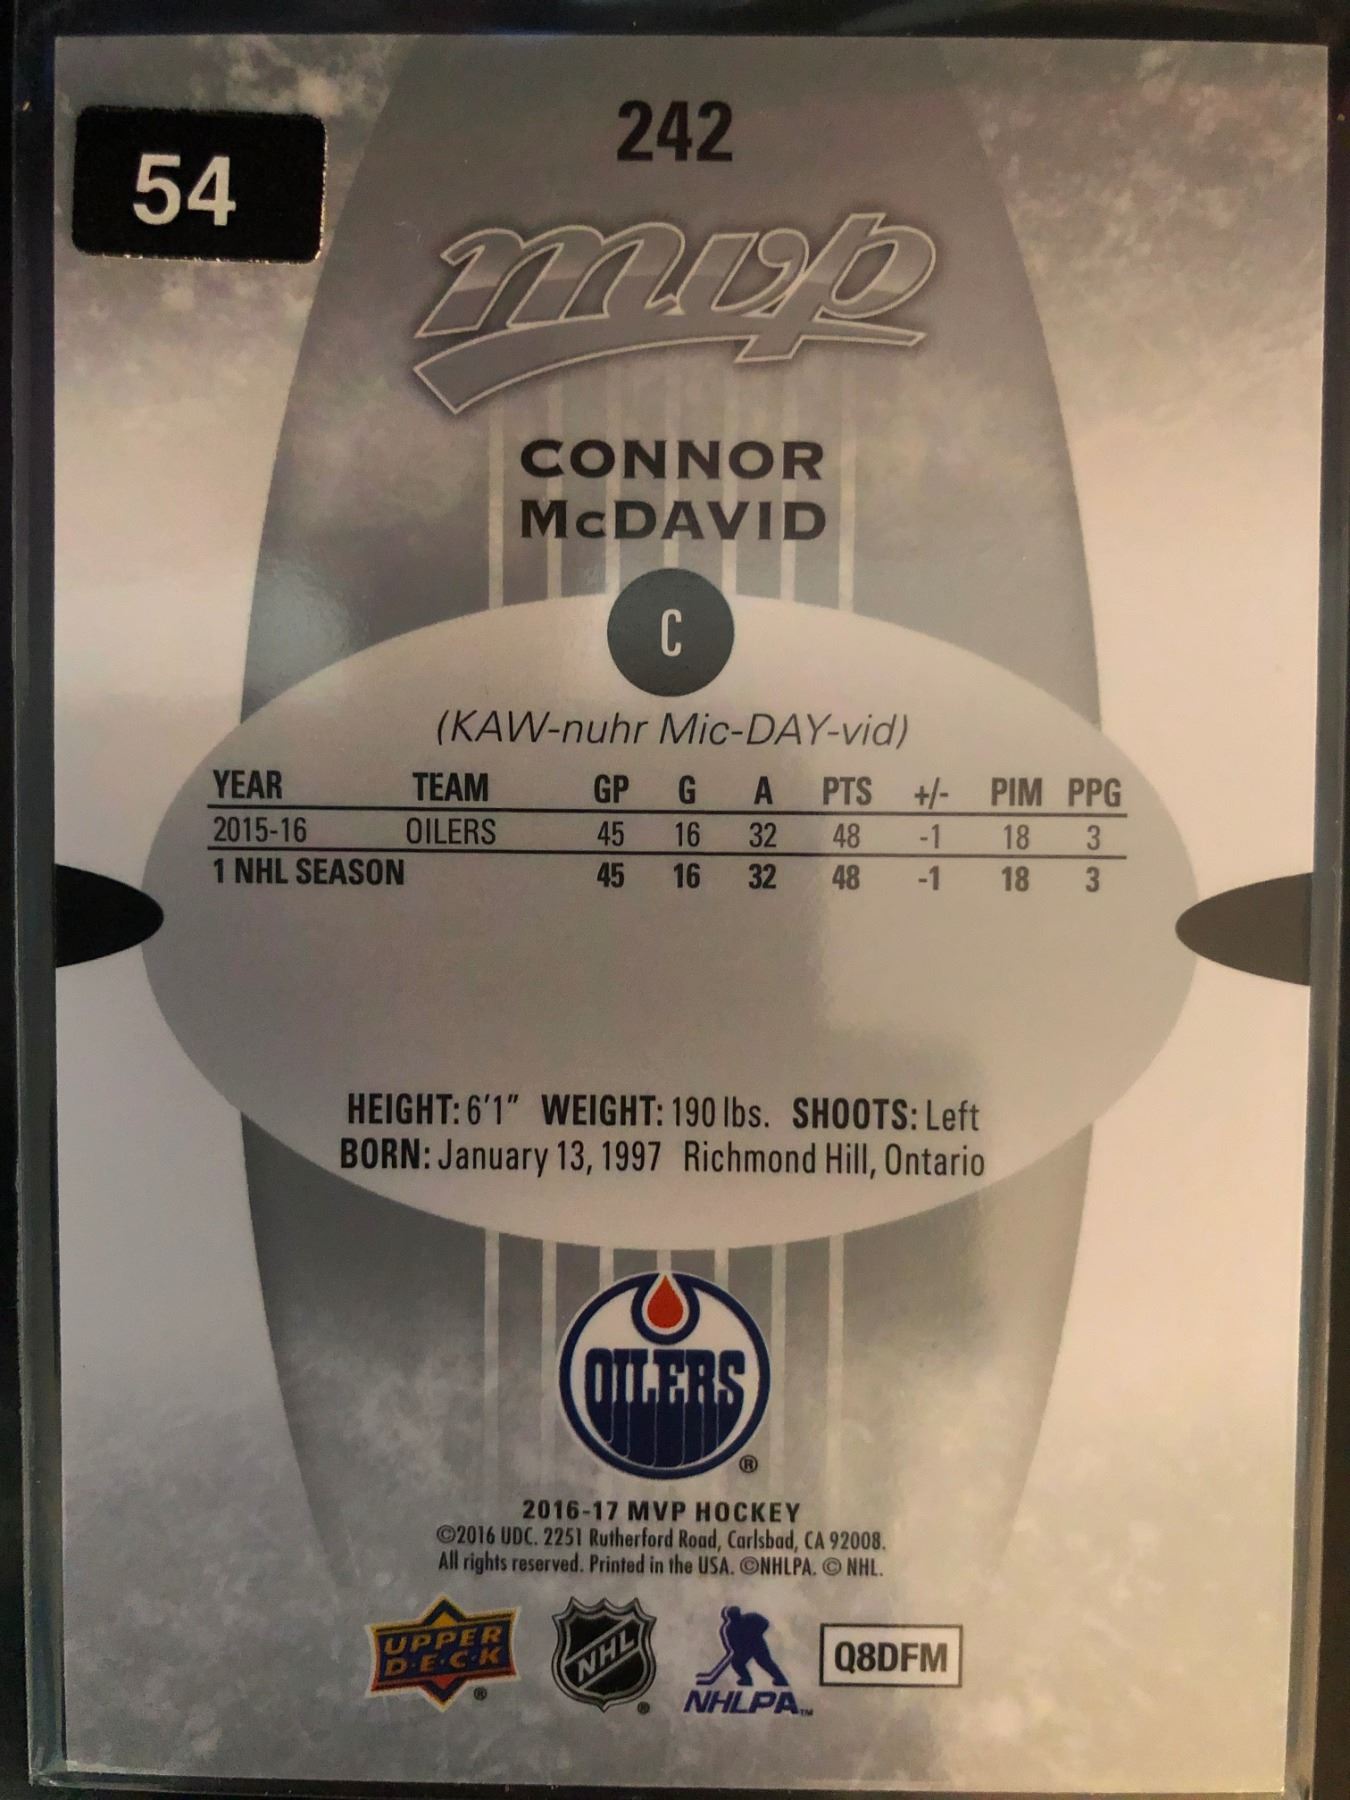 242
54
mvp
CONNOR
McDAVID
C
(KAW-nuhr Mic-DAY-vid)
YEAR TEAM GP G A PTS +/- PIM PPG
2015-16 OILERS 45 16 32 48 -1 18 3
1 NHL SEASON 45 16 32 48 -1 18 3
HEIGHT: 6'1" WEIGHT: 190 lbs. SHOOTS: Left
BORN: January 13, 1997 Richmond Hill, Ontario
OILERS ®
2016-17 MVP HOCKEY
©2016 UDC. 2251 Rutherford Road, Carlsbad, CA 92008.
All rights reserved. Printed in the USA. ©NHLPA. © NHL.
UPPER
D·E·C·K ®
NHL ®
NHLPA™
Q8DFM